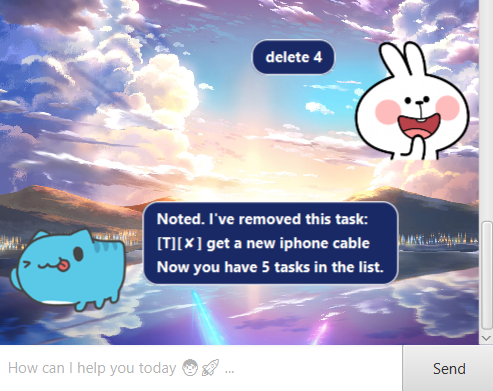 delete 4
Noted. I've removed this task:
[T][✘] get a new iphone cable
Now you have 5 tasks in the list.
How can I help you today 🧑🚀 ...
Send